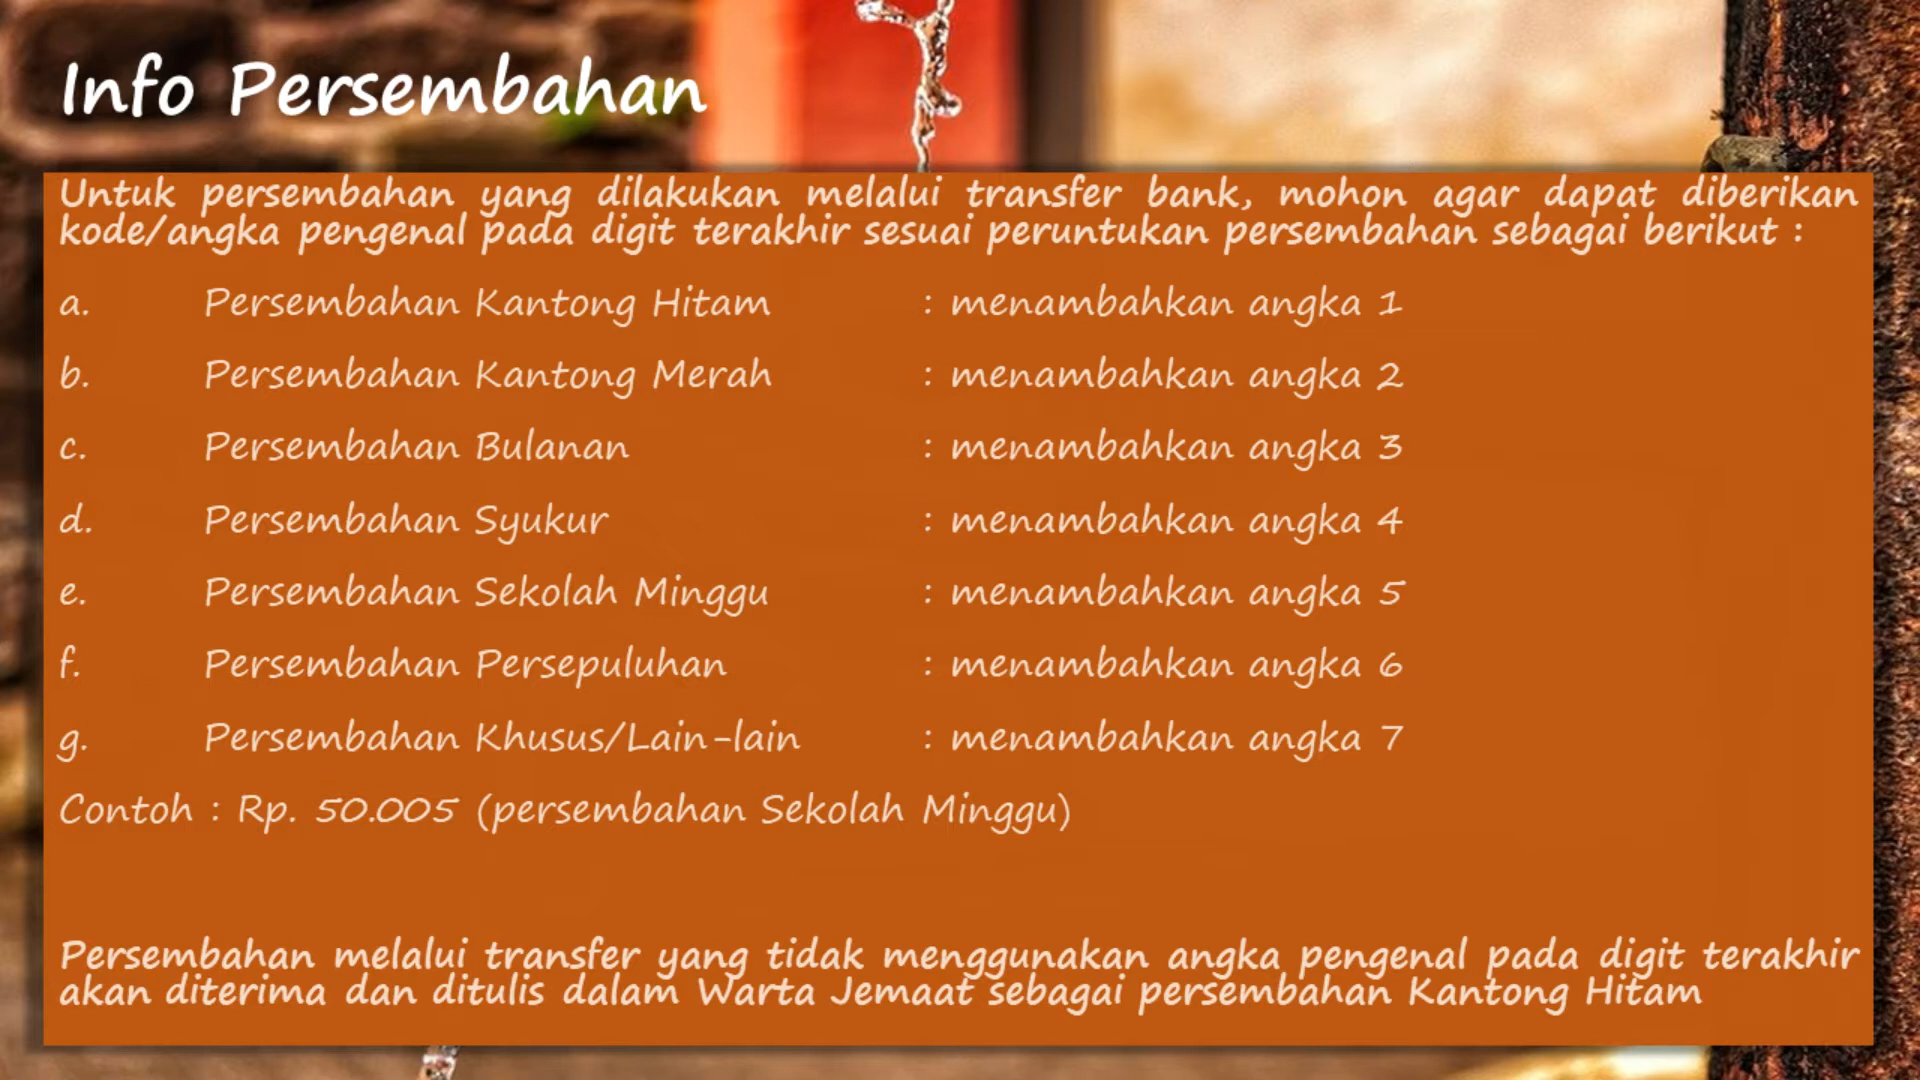 Info Persembahan
Untuk persembahan yang dilakukan melalui transfer bank, mohon agar dapat diberikan
kode/angka pengenal pada digit terakhir sesuai peruntukan persembahan sebagai berikut :
a. Persembahan Kantong Hitam : menambahkan angka 1
b. Persembahan Kantong Merah : menambahkan angka 2
c. Persembahan Bulanan : menambahkan angka 3
d. Persembahan Syukur : menambahkan angka 4
e. Persembahan Sekolah Minggu : menambahkan angka 5
f. Persembahan Persepuluhan : menambahkan angka 6
g. Persembahan Khusus/Lain-lain : menambahkan angka 7
Contoh : Rp. 50.005 (persembahan Sekolah Minggu)
Persembahan melalui transfer yang tidak menggunakan angka pengenal pada digit terakhir
akan diterima dan ditulis dalam Warta Jemaat sebagai persembahan Kantong Hitam